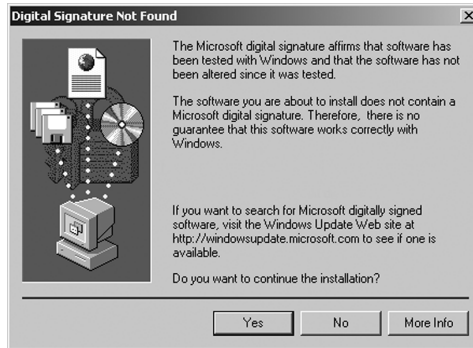 Digital Signature Not Found
The Microsoft digital signature affirms that software has
been tested with Windows and that the software has not
been altered since it was tested.
The software you are about to install does not contain a
Microsoft digital signature. Therefore, there is no
guarantee that this software works correctly with
Windows.
If you want to search for Microsoft digitally signed
software, visit the Windows Update Web site at
http://windowsupdate.microsoft.com to see if one is
available.
Do you want to continue the installation?
Yes No More Info